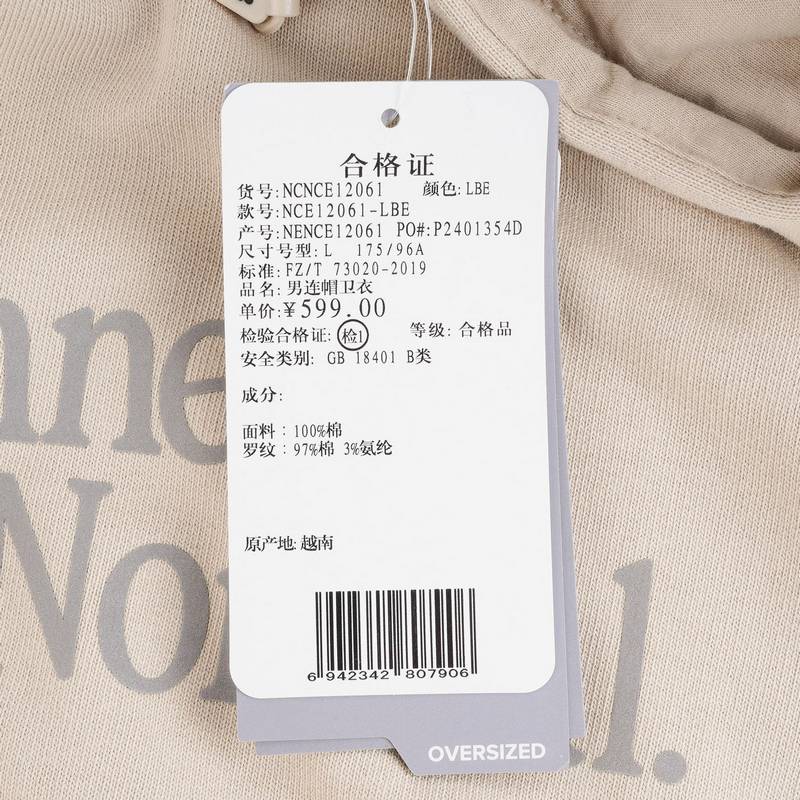 合格证
货号:NCNCE12061 颜色:LBE
款号:NCE12061-LBE
产号:NENCE12061 PO#:P2401354D
尺寸号型:L 175/96A
标准:FZ/T 73020-2019
品名:男连帽卫衣
单价:¥599.00
检验合格证:检1 等级:合格品
安全类别: GB 18401 B类
成分:
面料:100%棉
罗纹:97%棉 3%氨纶
原产地:越南
6 942342 807906
OVERSIZED